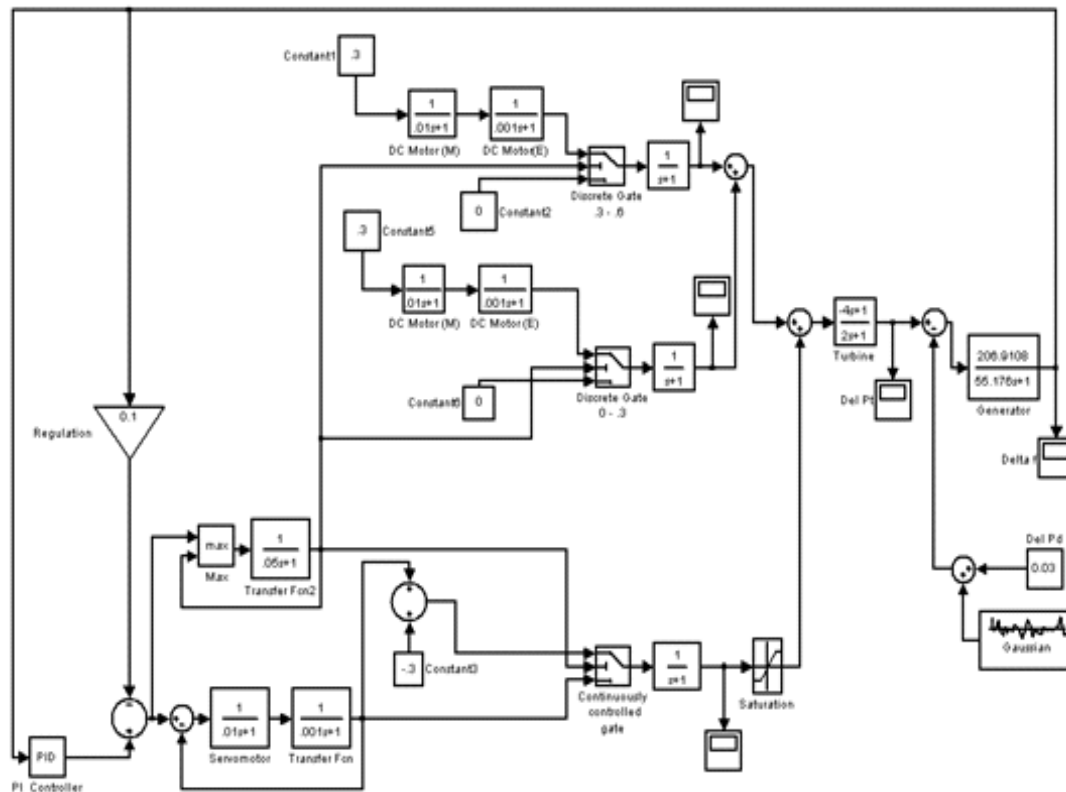 Constant1
.3
1
.01s+1
DC Motor (M)
1
.001s+1
DC Motor(E)
1
s+1
Discrete Gate
.3 - .6
0
Constant2
.3
Constant5
1
.01s+1
DC Motor (M)
1
.001s+1
DC Motor(E)
1
s+1
Discrete Gate
0 - .3
Constant6
0
-4s+1
2s+1
Turbine
Del Pt
206.9108
55.176s+1
Generator
Delta f
0.1
Regulation
max
Max
1
.05s+1
Transfer Fcn2
-.3
Constant3
Continuously
controlled
gate
1
s+1
Saturation
Del Pd
0.03
Gaussian
1
.01s+1
Servomotor
1
.001s+1
Transfer Fcn
PID
PI_Controller